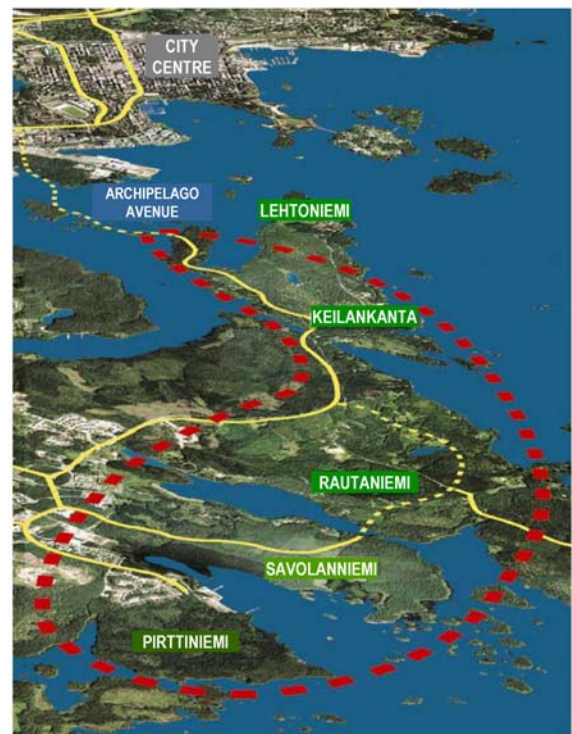 CITY
CENTRE
ARCHIPELAGO
AVENUE
LEHTONIEMI
KEILANKANTA
RAUTANIEMI
SAVOLANNIEMI
PIRTTINIEMI